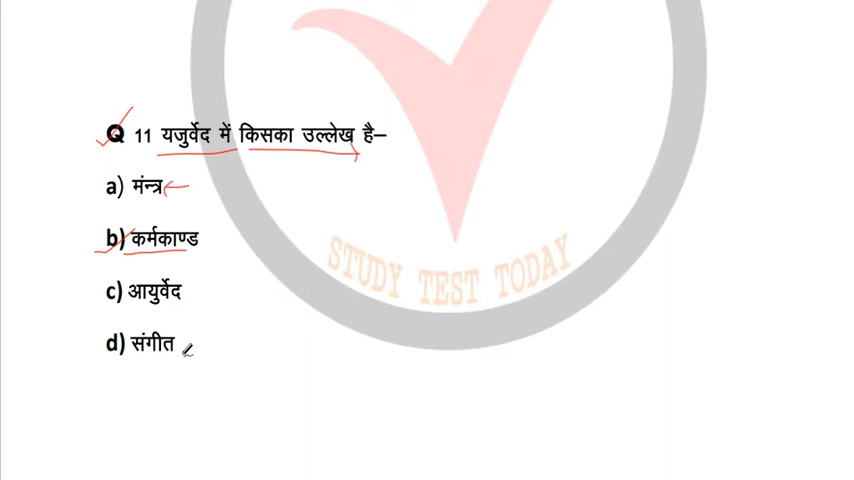 Q 11 यजुर्वेद में किसका उल्लेख है–
a) मंन्त्र
b) कर्मकाण्ड
c) आयुर्वेद
d) संगीत
STUDY TEST TODAY